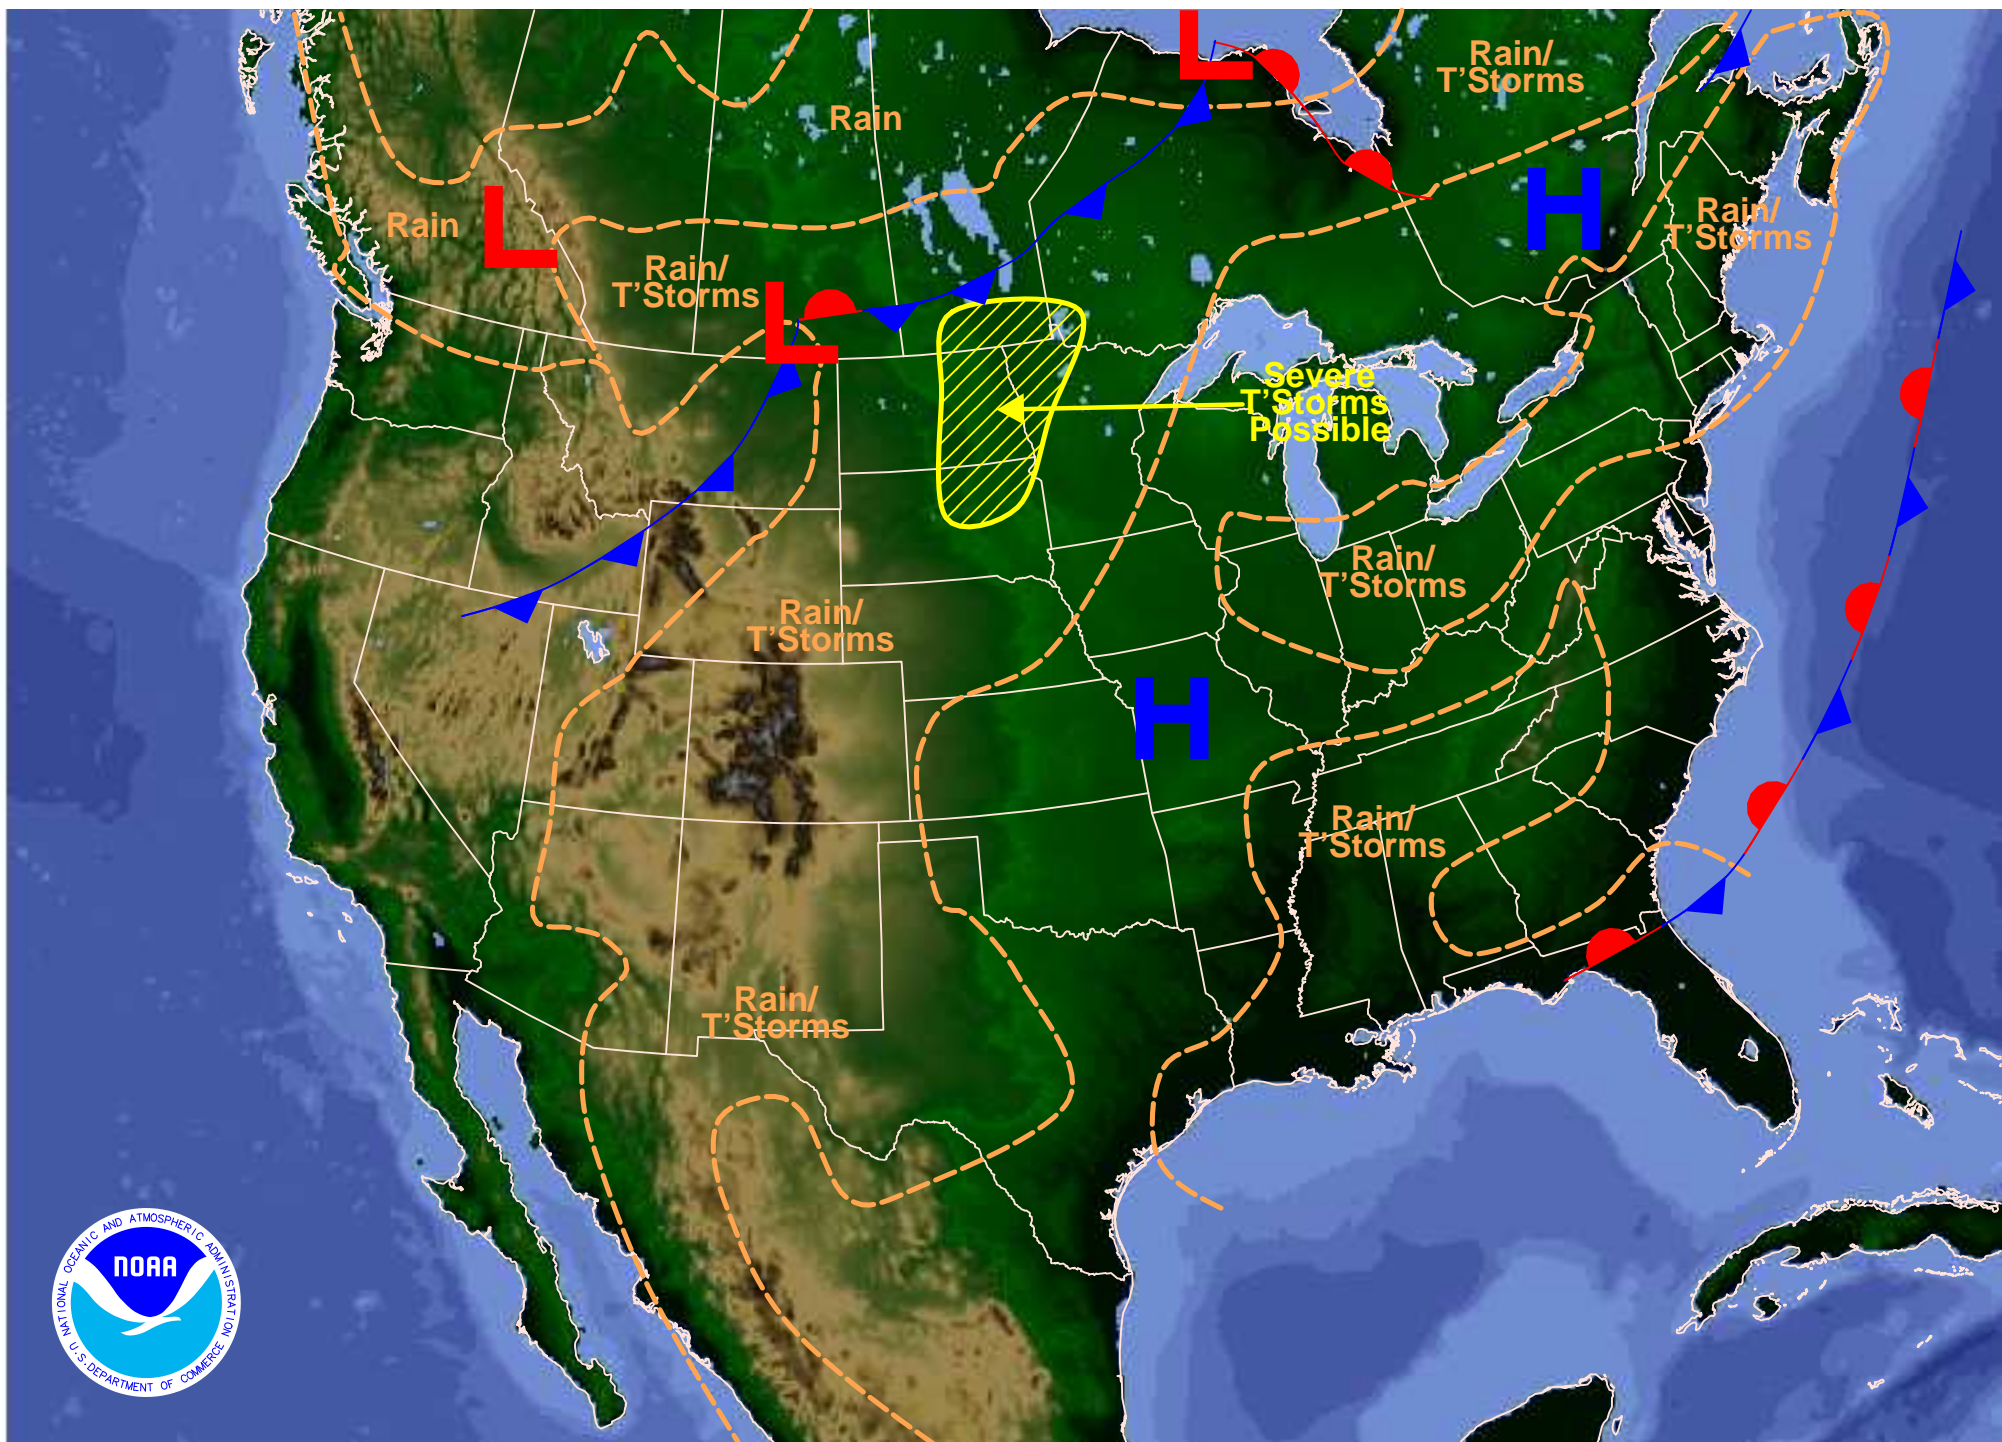 L
Rain/
T'Storms
Rain
L
Rain
H
Rain/
T'Storms
Rain/
T'Storms
L
Severe
T'Storms
Possible
Rain/
T'Storms
Rain/
T'Storms
H
Rain/
T'Storms
Rain/
T'Storms
NATIONAL OCEANIC AND ATMOSPHERIC ADMINISTRATION
NOAA
U.S. DEPARTMENT OF COMMERCE